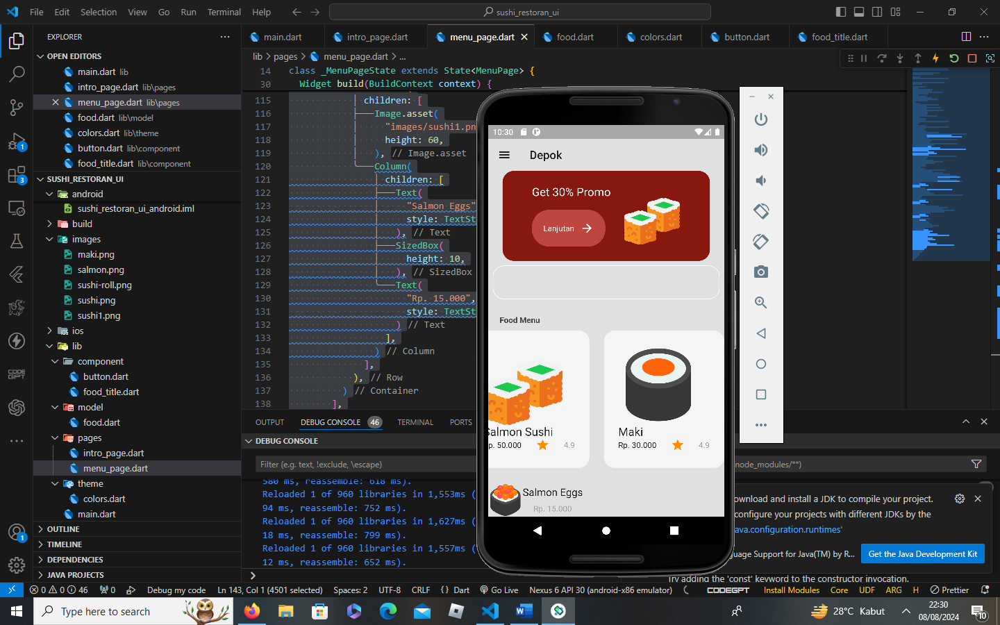 File Edit Selection View Go Run Terminal Help
sushi_restoran_ui
EXPLORER
OPEN EDITORS
main.dart lib
intro_page.dart lib\pages
menu_page.dart lib\pages
food.dart lib\model
colors.dart lib\theme
button.dart lib\component
food_title.dart lib\component
SUSHI_RESTORAN_UI
android
sushi_restoran_ui_android.iml
build
images
maki.png
salmon.png
sushi-roll.png
sushi.png
sushi1.png
ios
lib
component
button.dart
food_title.dart
model
food.dart
pages
intro_page.dart
menu_page.dart
theme
colors.dart
main.dart
OUTLINE
TIMELINE
DEPENDENCIES
JAVA PROJECTS
1
3
CODE
GPT
1
main.dart intro_page.dart menu_page.dart food.dart colors.dart button.dart food_title.dart
lib > pages > menu_page.dart > ...
14 class _MenuPageState extends State<MenuPage> {
30 Widget build(BuildContext context) {
115 children: [
116 Image.asset(
117 "images/sushi1.pn
118 height: 60,
119 ), // Image.asset
120 Column(
121 children: [
122 Text(
123 "Salmon Eggs"
124 style: TextSt
125 ), // Text
126 SizedBox(
127 height: 10,
128 ), // SizedBox
129 Text(
130 "Rp. 15.000",
131 style: TextSt
132 ) // Text
133 ],
134 ) // Column
135 ],
136 ), // Row
137 ) // Container
138 ],
10:30
Depok
Get 30% Promo
Lanjutan
Food Menu
Salmon Sushi
p. 50.000 4.9
Maki
Rp. 30.000 4.9
Salmon Eggs
Rp. 15.000
OUTPUT DEBUG CONSOLE 46 TERMINAL PORTS
DEBUG CONSOLE
Filter (e.g. text, !exclude, \escape)
node_modules/**)
580 ms, reassemble: 618 ms).
Reloaded 1 of 960 libraries in 1,553ms (
94 ms, reassemble: 752 ms).
Reloaded 1 of 960 libraries in 1,627ms (
18 ms, reassemble: 799 ms).
Reloaded 1 of 960 libraries in 1,557ms (
12 ms, reassemble: 652 ms).
ownload and install a JDK to compile your project.
configure your projects with different JDKs by the
ava.configuration.runtimes'
guage Support for Java(TM) by R...
Get the Java Development Kit
Try adding the 'const' keyword to the constructor invocation.
0 0 46 0 Debug my code Ln 143, Col 1 (4501 selected) Spaces: 2 UTF-8 CRLF {} Dart Go Live Nexus 6 API 30 (android-x86 emulator) CODEGPT Install Modules Core UDF ARG H Prettier
Type here to search
28°C Kabut
22:30
08/08/2024
10